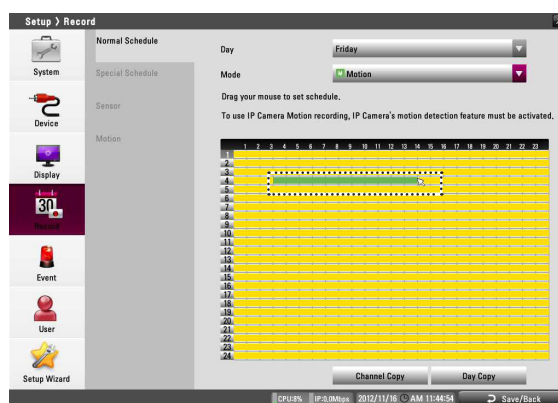 Setup > Record
Normal Schedule
Special Schedule
Sensor
Motion
System
Device
Display
30
Record
Event
User
Setup Wizard
Day
Friday
Mode
M Motion
Drag your mouse to set schedule.
To use IP Camera Motion recording, IP Camera's motion detection feature must be activated.
1 2 3 4 5 6 7 8 9 10 11 12 13 14 15 16 17 18 19 20 21 22 23
1
2
3
4
5
6
7
8
9
10
11
12
13
14
15
16
17
18
19
20
21
22
23
24
Channel Copy
Day Copy
CPU:8% IP:0.0Mbps 2012/11/16 AM 11:44:54 Save/Back